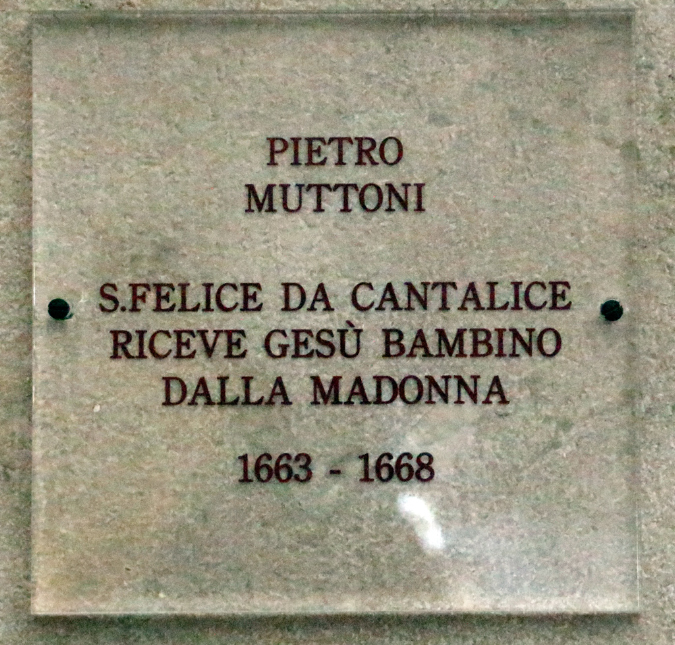 PIETRO
MUTTONI
S.FELICE DA CANTALICE
RICEVE GESÙ BAMBINO
DALLA MADONNA
1663 - 1668